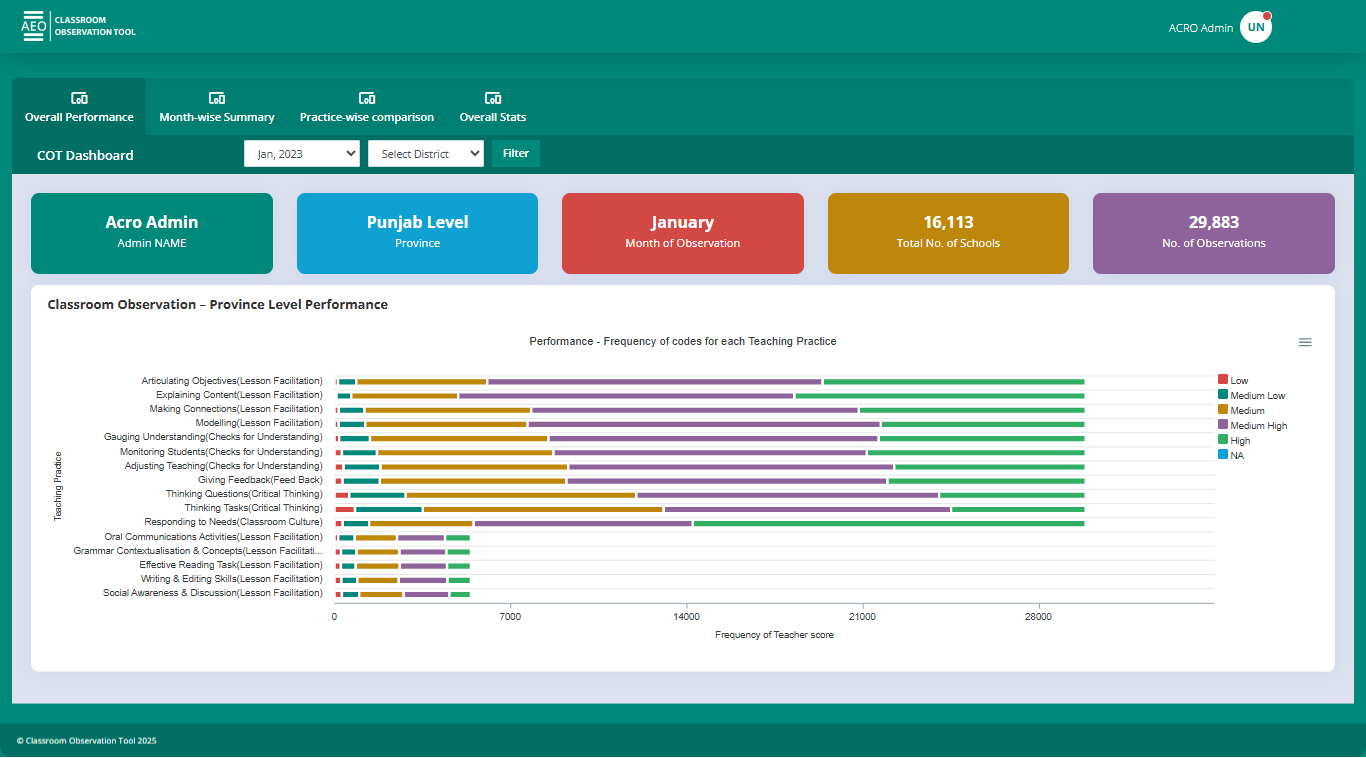 AEO
CLASSROOM
OBSERVATION TOOL
ACRO Admin
UN
Overall Performance
Month-wise Summary
Practice-wise comparison
Overall Stats
COT Dashboard
Jan, 2023
Select District
Filter
Acro Admin
Admin NAME
Punjab Level
Province
January
Month of Observation
16,113
Total No. of Schools
29,883
No. of Observations
Classroom Observation – Province Level Performance
Performance - Frequency of codes for each Teaching Practice
Teaching Practice
Articulating Objectives(Lesson Facilitation)
Explaining Content(Lesson Facilitation)
Making Connections(Lesson Facilitation)
Modelling(Lesson Facilitation)
Gauging Understanding(Checks for Understanding)
Monitoring Students(Checks for Understanding)
Adjusting Teaching(Checks for Understanding)
Giving Feedback(Feed Back)
Thinking Questions(Critical Thinking)
Thinking Tasks(Critical Thinking)
Responding to Needs(Classroom Culture)
Oral Communications Activities(Lesson Facilitation)
Grammar Contextualisation & Concepts(Lesson Facilitati...
Effective Reading Task(Lesson Facilitation)
Writing & Editing Skills(Lesson Facilitation)
Social Awareness & Discussion(Lesson Facilitation)
0
7000
14000
21000
28000
Frequency of Teacher score
Low
Medium Low
Medium
Medium High
High
NA
© Classroom Observation Tool 2025